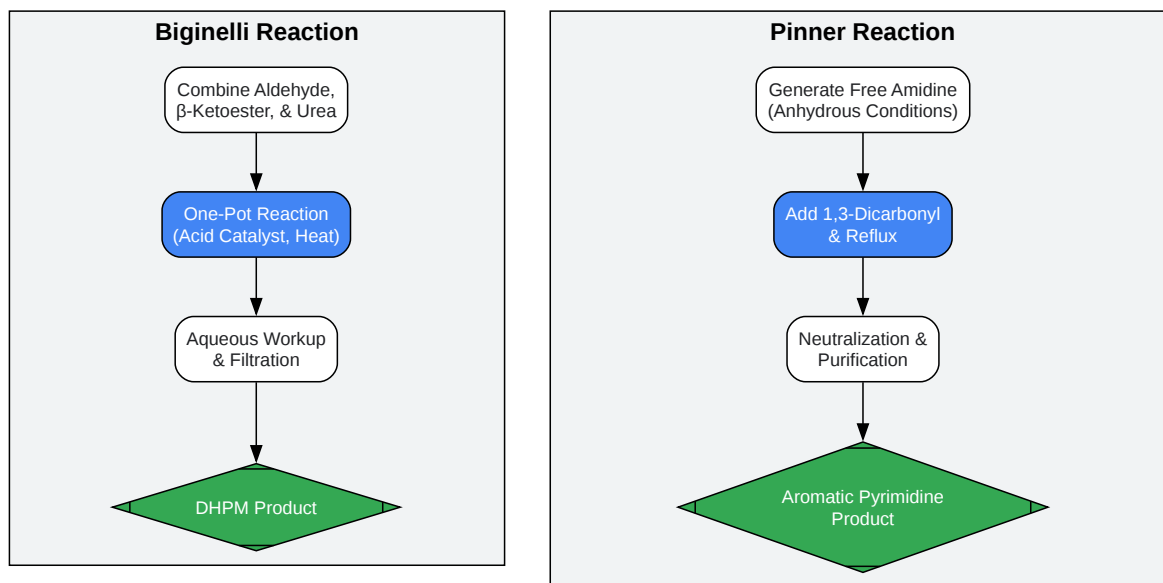 Biginelli Reaction
Combine Aldehyde,
β-Ketoester, & Urea
One-Pot Reaction
(Acid Catalyst, Heat)
Aqueous Workup
& Filtration
DHPM Product
Pinner Reaction
Generate Free Amidine
(Anhydrous Conditions)
Add 1,3-Dicarbonyl
& Reflux
Neutralization &
Purification
Aromatic Pyrimidine
Product